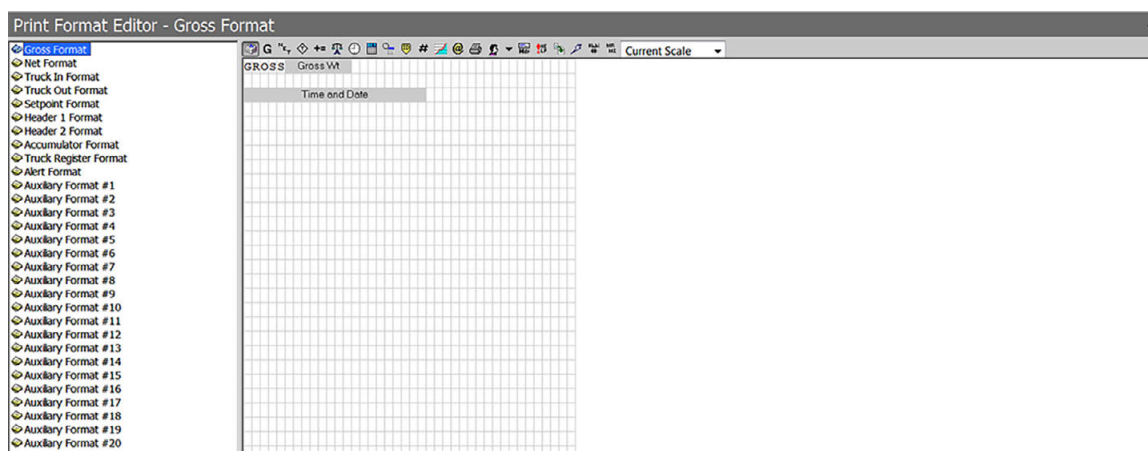 Print Format Editor - Gross Format
Gross Format
Net Format
Truck In Format
Truck Out Format
Setpoint Format
Header 1 Format
Header 2 Format
Accumulator Format
Truck Register Format
Alert Format
Auxiliary Format #1
Auxiliary Format #2
Auxiliary Format #3
Auxiliary Format #4
Auxiliary Format #5
Auxiliary Format #6
Auxiliary Format #7
Auxiliary Format #8
Auxiliary Format #9
Auxiliary Format #10
Auxiliary Format #11
Auxiliary Format #12
Auxiliary Format #13
Auxiliary Format #14
Auxiliary Format #15
Auxiliary Format #16
Auxiliary Format #17
Auxiliary Format #18
Auxiliary Format #19
Auxiliary Format #20
G # @ Current Scale
GROSS Gross Wt
Time and Date